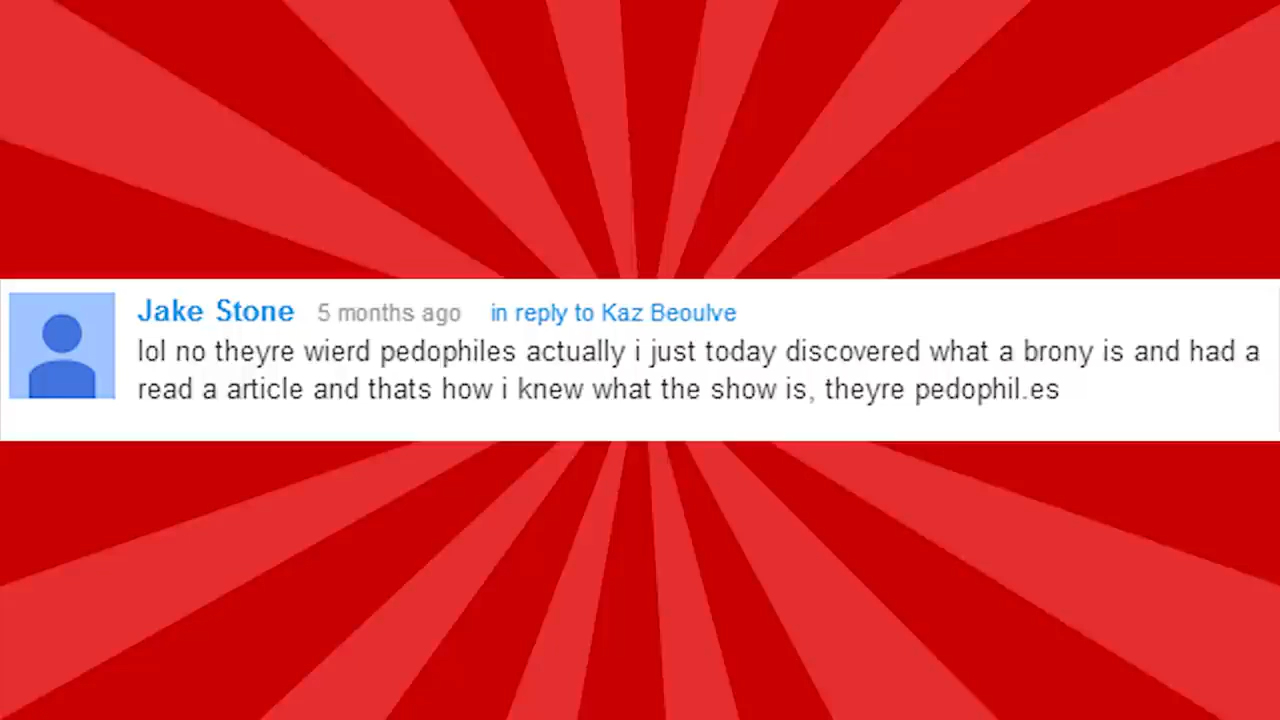 Jake Stone 5 months ago in reply to Kaz Beoulve
lol no theyre wierd pedophiles actually i just today discovered what a brony is and had a
read a article and thats how i knew what the show is, theyre pedophil.es